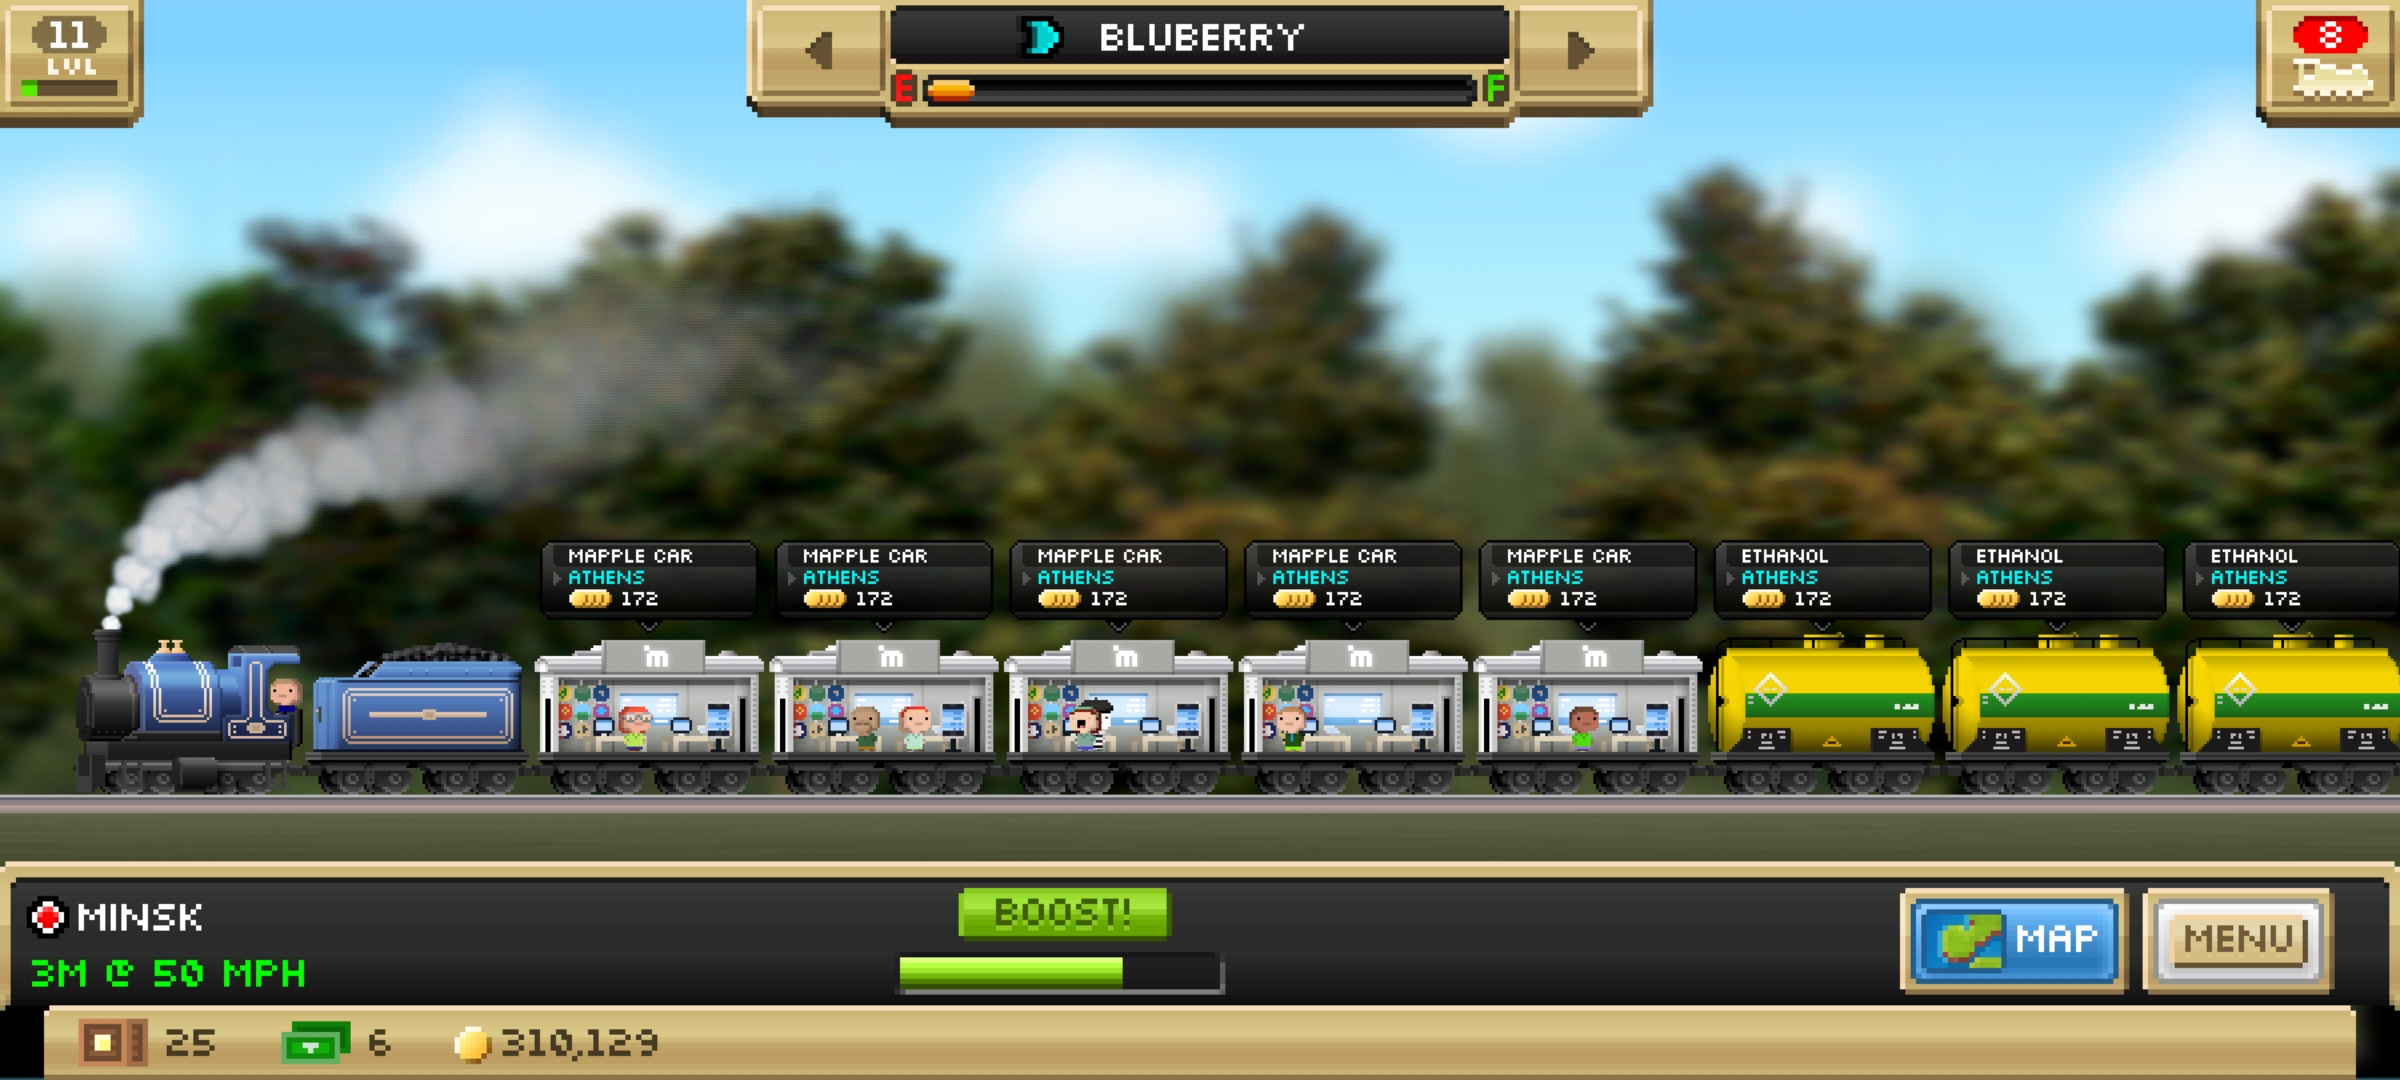 11
LVL
BLUBERRY
E
F
8
MAPPLE CAR
ATHENS
172
MAPPLE CAR
ATHENS
172
MAPPLE CAR
ATHENS
172
MAPPLE CAR
ATHENS
172
MAPPLE CAR
ATHENS
172
ETHANOL
ATHENS
172
ETHANOL
ATHENS
172
ETHANOL
ATHENS
172
m
m
m
m
m
MINSK
3M @ 50 MPH
BOOST!
MAP
MENU
25
6
310,129